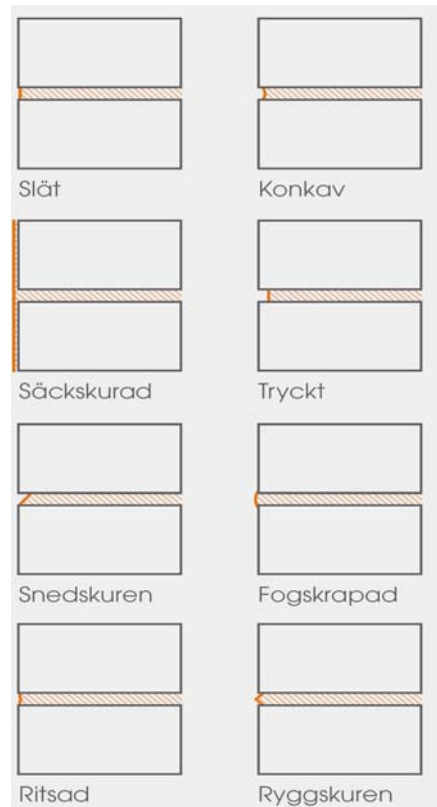 Slät
Konkav
Säckskurad
Tryckt
Snedskuren
Fogskrapad
Ritsad
Ryggskuren